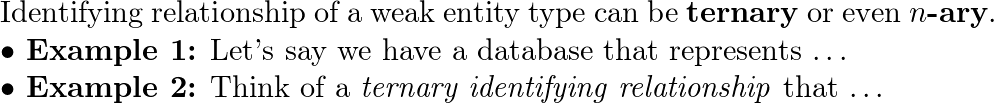 Identifying relationship of a weak entity type can be ternary or even n-ary.
• Example 1: Let's say we have a database that represents …
• Example 2: Think of a ternary identifying relationship that …